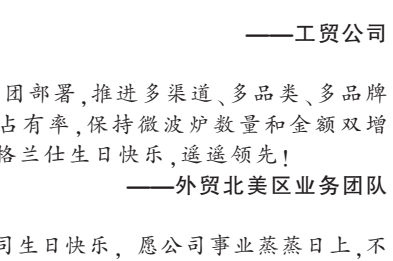 ——工贸公司
团部署,推进多渠道、多品类、多品牌
占有率,保持微波炉数量和金额双增
格兰仕生日快乐,遥遥领先!
——外贸北美区业务团队
司生日快乐, 愿公司事业蒸蒸日上,不